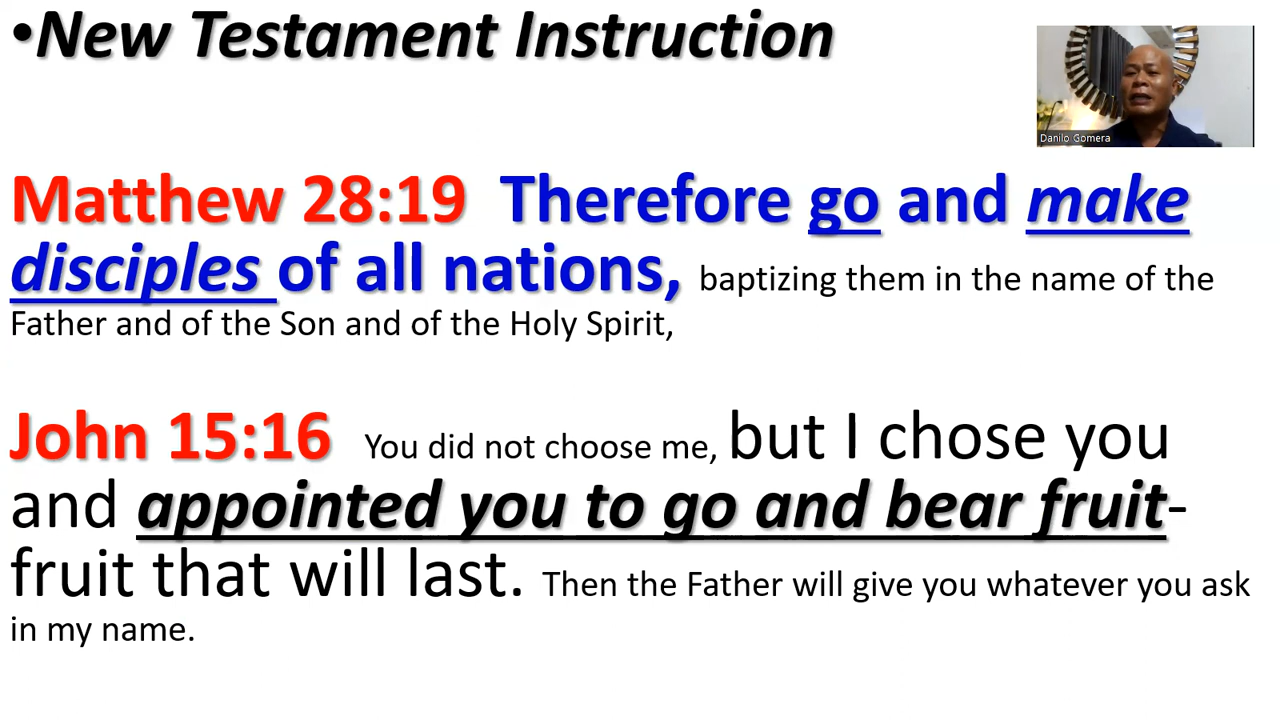 •New Testament Instruction
Danilo Gomera
Matthew 28:19 Therefore go and make
disciples of all nations, baptizing them in the name of the
Father and of the Son and of the Holy Spirit,
John 15:16 You did not choose me, but I chose you
and appointed you to go and bear fruit-
fruit that will last. Then the Father will give you whatever you ask
in my name.